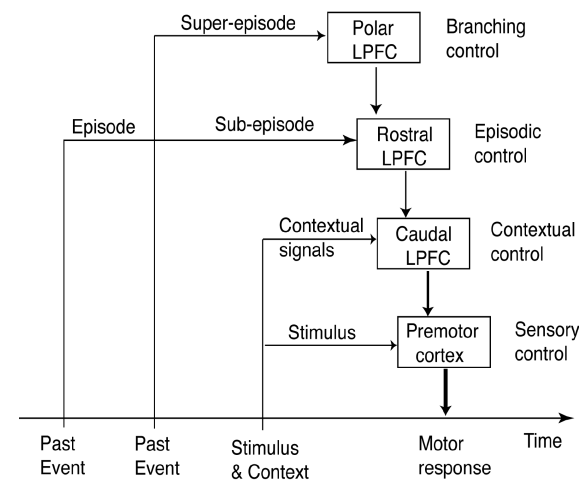 Super-episode
Polar
LPFC
Branching
control
Episode
Sub-episode
Rostral
LPFC
Episodic
control
Contextual
signals
Caudal
LPFC
Contextual
control
Stimulus
Premotor
cortex
Sensory
control
Past
Event
Past
Event
Stimulus
& Context
Motor
response
Time